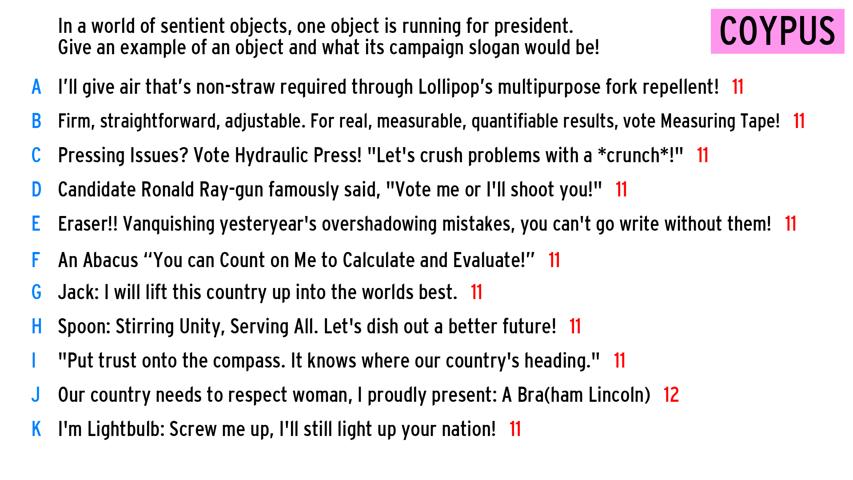 In a world of sentient objects, one object is running for president.
Give an example of an object and what its campaign slogan would be!
COYPUS
A I'll give air that's non-straw required through Lollipop's multipurpose fork repellent! 11
B Firm, straightforward, adjustable. For real, measurable, quantifiable results, vote Measuring Tape! 11
C Pressing Issues? Vote Hydraulic Press! "Let's crush problems with a *crunch*!" 11
D Candidate Ronald Ray-gun famously said, "Vote me or I'll shoot you!" 11
E Eraser!! Vanquishing yesteryear's overshadowing mistakes, you can't go write without them! 11
F An Abacus “You can Count on Me to Calculate and Evaluate!” 11
G Jack: I will lift this country up into the worlds best. 11
H Spoon: Stirring Unity, Serving All. Let's dish out a better future! 11
I "Put trust onto the compass. It knows where our country's heading." 11
J Our country needs to respect woman, I proudly present: A Bra(ham Lincoln) 12
K I'm Lightbulb: Screw me up, I'll still light up your nation! 11